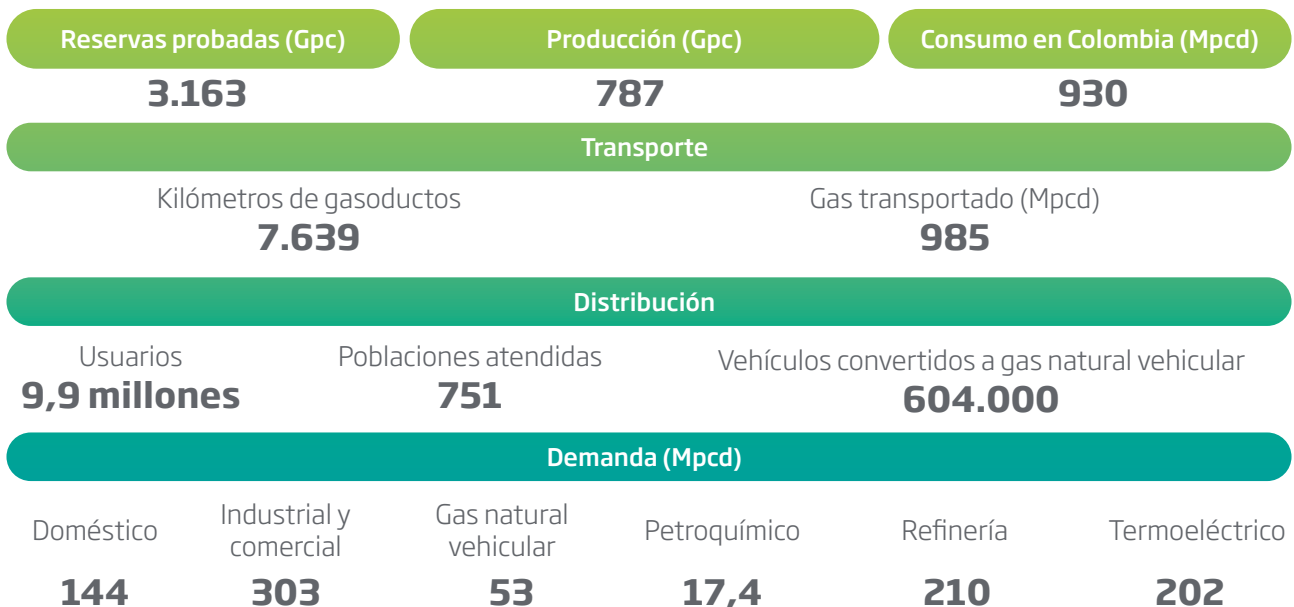 Reservas probadas (Gpc)
Producción (Gpc)
Consumo en Colombia (Mpcd)
3.163
787
930
Transporte
Kilómetros de gasoductos
Gas transportado (Mpcd)
7.639
985
Distribución
Usuarios
Poblaciones atendidas
Vehículos convertidos a gas natural vehicular
9,9 millones
751
604.000
Demanda (Mpcd)
Doméstico
Industrial y
comercial
Gas natural
vehicular
Petroquímico
Refinería
Termoeléctrico
144
303
53
17,4
210
202